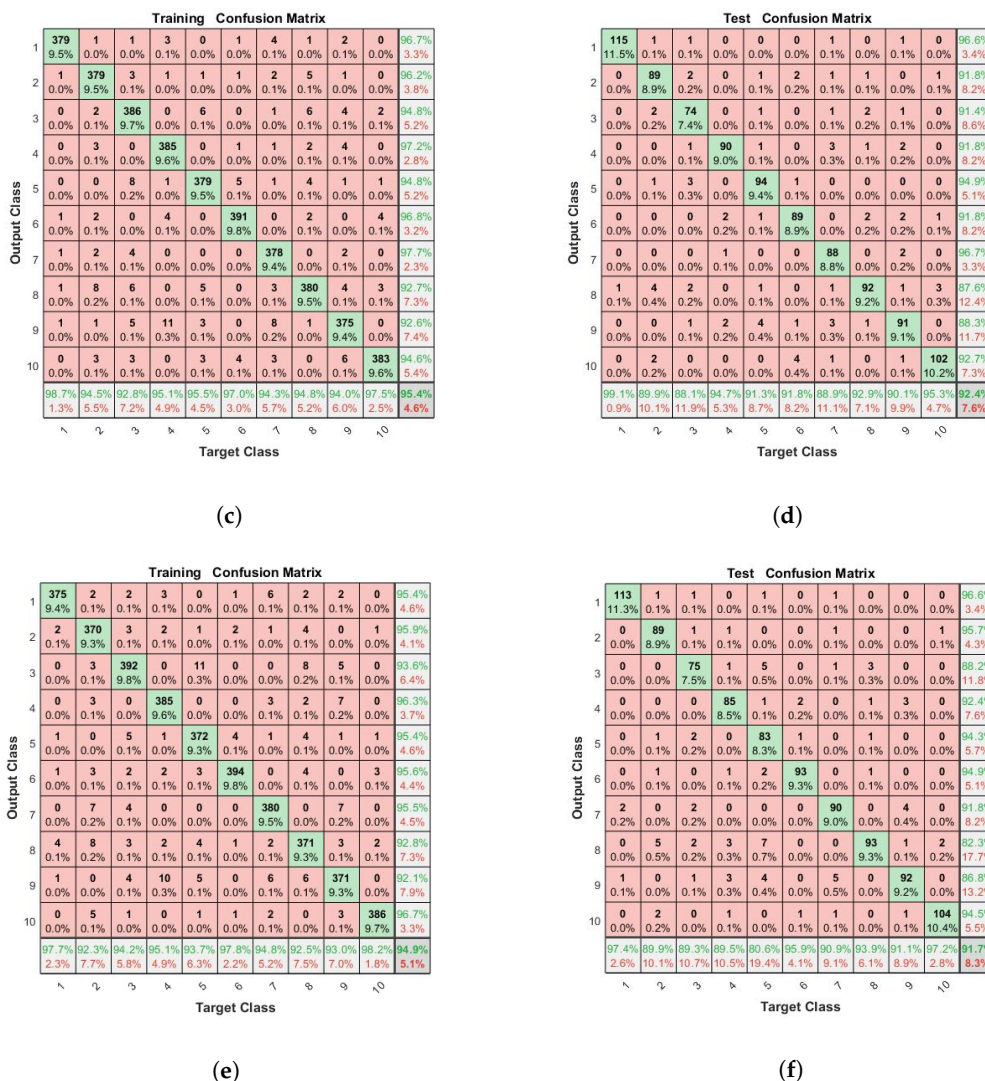 Training Confusion Matrix
Output Class
1 379 1 1 3 0 1 4 1 2 0 96.7%
9.5% 0.0% 0.0% 0.1% 0.0% 0.0% 0.1% 0.0% 0.1% 0.0% 3.3%
2 1 379 3 1 1 1 2 5 1 0 96.2%
0.0% 9.5% 0.1% 0.0% 0.0% 0.0% 0.1% 0.1% 0.0% 0.0% 3.8%
3 0 2 386 0 6 0 1 6 4 2 94.8%
0.0% 0.1% 9.7% 0.0% 0.1% 0.0% 0.0% 0.1% 0.1% 0.1% 5.2%
4 0 3 0 385 0 1 1 2 4 0 97.2%
0.0% 0.1% 0.0% 9.6% 0.0% 0.0% 0.0% 0.1% 0.1% 0.0% 2.8%
5 0 0 8 1 379 5 1 4 1 1 94.8%
0.0% 0.0% 0.2% 0.0% 9.5% 0.1% 0.0% 0.1% 0.0% 0.0% 5.2%
6 1 2 0 4 0 391 0 2 0 4 96.8%
0.0% 0.1% 0.0% 0.1% 0.0% 9.8% 0.0% 0.1% 0.0% 0.1% 3.2%
7 1 2 4 0 0 0 378 0 2 0 97.7%
0.0% 0.1% 0.1% 0.0% 0.0% 0.0% 9.4% 0.0% 0.1% 0.0% 2.3%
8 1 8 6 0 5 0 3 380 4 3 92.7%
0.0% 0.2% 0.1% 0.0% 0.1% 0.0% 0.1% 9.5% 0.1% 0.1% 7.3%
9 1 1 5 11 3 0 8 1 375 0 92.6%
0.0% 0.0% 0.1% 0.3% 0.1% 0.0% 0.2% 0.0% 9.4% 0.0% 7.4%
10 0 3 3 0 3 4 3 0 6 383 94.6%
0.0% 0.1% 0.1% 0.0% 0.1% 0.1% 0.1% 0.0% 0.1% 9.6% 5.4%
98.7% 94.5% 92.8% 95.1% 95.5% 97.0% 94.3% 94.8% 94.0% 97.5% 95.4%
1.3% 5.5% 7.2% 4.9% 4.5% 3.0% 5.7% 5.2% 6.0% 2.5% 4.6%
1 2 3 4 5 6 7 8 9 10
Target Class
(c)
Test Confusion Matrix
Output Class
1 115 1 1 0 0 1 0 0 1 0 96.6%
11.5% 0.1% 0.1% 0.0% 0.0% 0.1% 0.0% 0.0% 0.1% 0.0% 3.4%
2 0 89 2 0 1 2 1 1 0 1 91.8%
0.0% 8.9% 0.2% 0.0% 0.1% 0.2% 0.1% 0.1% 0.0% 0.1% 8.2%
3 0 2 74 0 1 0 1 2 1 0 91.4%
0.0% 0.2% 7.4% 0.0% 0.1% 0.0% 0.1% 0.2% 0.1% 0.0% 8.6%
4 0 0 1 90 1 0 3 1 2 0 91.8%
0.0% 0.0% 0.1% 9.0% 0.1% 0.0% 0.3% 0.1% 0.2% 0.0% 8.2%
5 0 1 3 0 94 1 0 0 0 0 94.9%
0.0% 0.1% 0.3% 0.0% 9.4% 0.1% 0.0% 0.0% 0.0% 0.0% 5.1%
6 0 0 0 2 1 89 0 2 2 1 91.8%
0.0% 0.0% 0.0% 0.2% 0.1% 8.9% 0.0% 0.2% 0.2% 0.1% 8.2%
7 0 0 0 1 0 0 88 0 2 0 96.7%
0.0% 0.0% 0.0% 0.1% 0.0% 0.0% 8.8% 0.0% 0.2% 0.0% 3.3%
8 1 4 2 0 1 0 1 92 1 3 87.6%
0.1% 0.4% 0.2% 0.0% 0.1% 0.0% 0.1% 9.2% 0.1% 0.3% 12.4%
9 0 0 1 2 4 1 3 1 91 0 88.3%
0.0% 0.0% 0.1% 0.2% 0.4% 0.1% 0.3% 0.1% 9.1% 0.0% 11.7%
10 0 2 0 0 0 4 1 0 1 102 92.7%
0.0% 0.2% 0.0% 0.0% 0.0% 0.4% 0.1% 0.0% 0.1% 10.2% 7.3%
99.1% 89.9% 88.1% 94.7% 91.3% 91.8% 88.9% 92.9% 90.1% 95.3% 92.4%
0.9% 10.1% 11.9% 5.3% 8.7% 8.2% 11.1% 7.1% 9.9% 4.7% 7.6%
1 2 3 4 5 6 7 8 9 10
Target Class
(d)
Training Confusion Matrix
Output Class
1 375 2 2 3 0 1 6 2 2 0 95.4%
9.4% 0.1% 0.1% 0.1% 0.0% 0.0% 0.1% 0.1% 0.1% 0.0% 4.6%
2 2 370 3 2 1 2 1 4 0 1 95.9%
0.1% 9.3% 0.1% 0.1% 0.0% 0.1% 0.0% 0.1% 0.0% 0.0% 4.1%
3 0 3 392 0 11 0 0 8 5 0 93.6%
0.0% 0.1% 9.8% 0.0% 0.3% 0.0% 0.0% 0.2% 0.1% 0.0% 6.4%
4 0 3 0 385 0 0 3 2 7 0 96.3%
0.0% 0.1% 0.0% 9.6% 0.0% 0.0% 0.1% 0.1% 0.2% 0.0% 3.7%
5 1 0 5 1 372 4 1 4 1 1 95.4%
0.0% 0.0% 0.1% 0.0% 9.3% 0.1% 0.0% 0.1% 0.0% 0.0% 4.6%
6 1 3 2 2 3 394 0 4 0 3 95.6%
0.0% 0.1% 0.1% 0.1% 0.1% 9.8% 0.0% 0.1% 0.0% 0.1% 4.4%
7 0 7 4 0 0 0 380 0 7 0 95.5%
0.0% 0.2% 0.1% 0.0% 0.0% 0.0% 9.5% 0.0% 0.2% 0.0% 4.5%
8 4 8 3 2 4 1 2 371 3 2 92.8%
0.1% 0.2% 0.1% 0.1% 0.1% 0.0% 0.1% 9.3% 0.1% 0.1% 7.3%
9 1 0 4 10 5 0 6 6 371 0 92.1%
0.0% 0.0% 0.1% 0.3% 0.1% 0.0% 0.1% 0.1% 9.3% 0.0% 7.9%
10 0 5 1 0 1 1 2 0 3 386 96.7%
0.0% 0.1% 0.0% 0.0% 0.0% 0.0% 0.1% 0.0% 0.1% 9.7% 3.3%
97.7% 92.3% 94.2% 95.1% 93.7% 97.8% 94.8% 92.5% 93.0% 98.2% 94.9%
2.3% 7.7% 5.8% 4.9% 6.3% 2.2% 5.2% 7.5% 7.0% 1.8% 5.1%
1 2 3 4 5 6 7 8 9 10
Target Class
(e)
Test Confusion Matrix
Output Class
1 113 1 1 0 1 0 1 0 0 0 96.6%
11.3% 0.1% 0.1% 0.0% 0.1% 0.0% 0.1% 0.0% 0.0% 0.0% 3.4%
2 0 89 1 1 0 0 1 0 0 1 95.7%
0.0% 8.9% 0.1% 0.1% 0.0% 0.0% 0.1% 0.0% 0.0% 0.1% 4.3%
3 0 0 75 1 5 0 1 3 0 0 88.2%
0.0% 0.0% 7.5% 0.1% 0.5% 0.0% 0.1% 0.3% 0.0% 0.0% 11.8%
4 0 0 0 85 1 2 0 1 3 0 92.4%
0.0% 0.0% 0.0% 8.5% 0.1% 0.2% 0.0% 0.1% 0.3% 0.0% 7.6%
5 0 1 2 0 83 1 0 1 0 0 94.3%
0.0% 0.1% 0.2% 0.0% 8.3% 0.1% 0.0% 0.1% 0.0% 0.0% 5.7%
6 0 1 0 1 2 93 0 1 0 0 94.9%
0.0% 0.1% 0.0% 0.1% 0.2% 9.3% 0.0% 0.1% 0.0% 0.0% 5.1%
7 2 0 2 0 0 0 90 0 4 0 91.8%
0.2% 0.0% 0.2% 0.0% 0.0% 0.0% 9.0% 0.0% 0.4% 0.0% 8.2%
8 0 5 2 3 7 0 0 93 1 2 82.3%
0.0% 0.5% 0.2% 0.3% 0.7% 0.0% 0.0% 9.3% 0.1% 0.2% 17.7%
9 1 0 1 3 4 0 5 0 92 0 86.8%
0.1% 0.0% 0.1% 0.3% 0.4% 0.0% 0.5% 0.0% 9.2% 0.0% 13.2%
10 0 2 0 1 0 1 1 0 1 104 94.5%
0.0% 0.2% 0.0% 0.1% 0.0% 0.1% 0.1% 0.0% 0.1% 10.4% 5.5%
97.4% 89.9% 89.3% 89.5% 80.6% 95.9% 90.9% 93.9% 91.1% 97.2% 91.7%
2.6% 10.1% 10.7% 10.5% 19.4% 4.1% 9.1% 6.1% 8.9% 2.8% 8.3%
1 2 3 4 5 6 7 8 9 10
Target Class
(f)